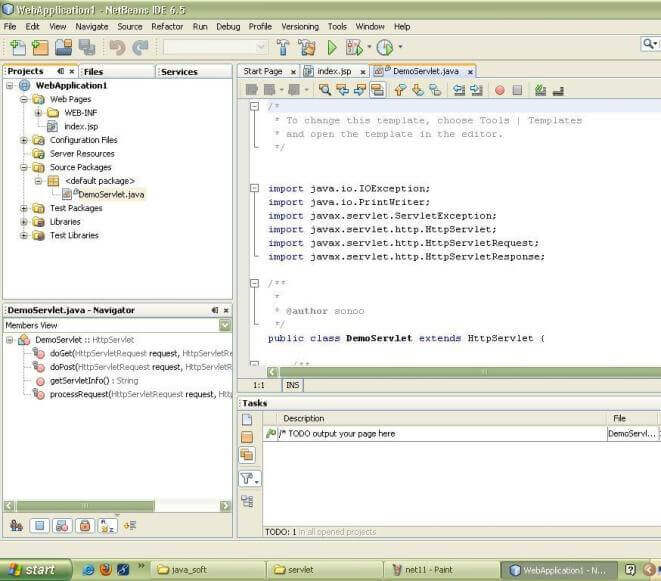 WebApplication1 - NetBeans IDE 6.5
File Edit View Navigate Source Refactor Run Debug Profile Versioning Tools Window Help
Projects Files Services
WebApplication1
Web Pages
WEB-INF
index.jsp
Configuration Files
Server Resources
Source Packages
<default package>
DemoServlet.java
Test Packages
Libraries
Test Libraries
DemoServlet.java - Navigator
Members View
DemoServlet :: HttpServlet
doGet(HttpServletRequest request, HttpServletRe
doPost(HttpServletRequest request, HttpServletR
getServletInfo() : String
processRequest(HttpServletRequest request, Http
Start Page index.jsp DemoServlet.java
/*
* To change this template, choose Tools | Templates
* and open the template in the editor.
*/
import java.io.IOException;
import java.io.PrintWriter;
import javax.servlet.ServletException;
import javax.servlet.http.HttpServlet;
import javax.servlet.http.HttpServletRequest;
import javax.servlet.http.HttpServletResponse;
/**
*
* @author sonoo
*/
public class DemoServlet extends HttpServlet {
/**
1:1 INS
Tasks
Description File
/* TODO output your page here DemoServl...
TODO: 1 in all opened projects
start java_soft servlet net11 - Paint WebApplication1 - N...